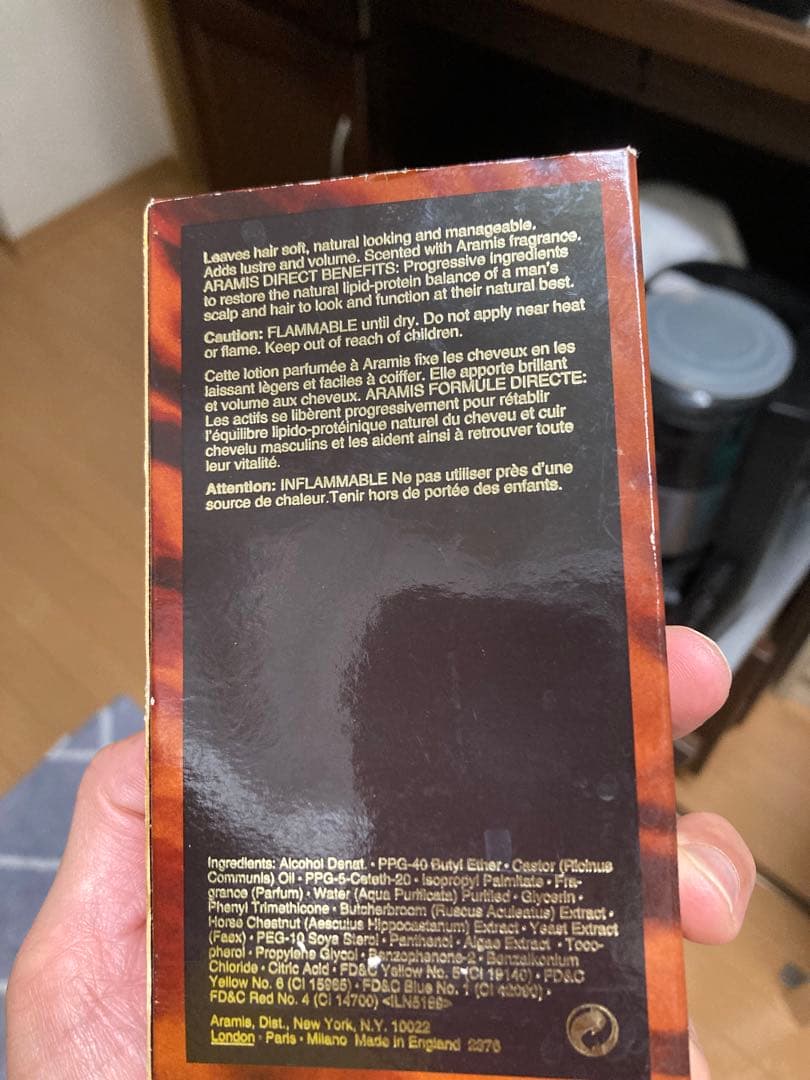 Leaves hair soft, natural looking and manageable.
Adds lustre and volume. Scented with Aramis fragrance.
ARAMIS DIRECT BENEFITS: Progressive ingredients
to restore the natural lipid-protein balance of a man's
scalp and hair to look and function at their natural best.
Caution: FLAMMABLE until dry. Do not apply near heat
or flame. Keep out of reach of children.
Cette lotion parfumée à Aramis fixe les cheveux en les
laissant lègers et faciles à coiffer. Elle apporte brillant
et volume aux cheveux. ARAMIS FORMULE DIRECTE:
Les actifs se libèrent progressivement pour rétablir
l'équilibre lipido-protéinique naturel du cheveu et cuir
chevelu masculins et les aident ainsi à retrouver toute
leur vitalité.
Attention: INFLAMMABLE Ne pas utiliser près d'une
source de chaleur.Tenir hors de portée des enfants.
Ingredients: Alcohol Denat. • PPG-40 Butyl Ether • Castor (Ricinus
Communis) Oil • PPG-5-Ceteth-20 • Isopropyl Palmitate • Fra-
grance (Parfum) • Water (Aqua Purificata) Purified • Glycerin •
Phenyl Trimethicone • Butcherbroom (Ruscus Aculeatus) Extract •
Horse Chestnut (Aesculus Hippocastanum) Extract • Yeast Extract
(Faex) • PEG-10 Soya Sterol • Panthenol • Algae Extract • Toco-
pherol • Propylene Glycol • Benzophenone-2 • Benzalkonium
Chloride • Citric Acid • FD&C Yellow No. 5 (CI 19140) • FD&C
Yellow No. 6 (CI 15985) • FD&C Blue No. 1 (CI 42090) •
FD&C Red No. 4 (CI 14700) <ILN5199>
Aramis, Dist., New York, N.Y. 10022
London • Paris • Milano Made in England 2376